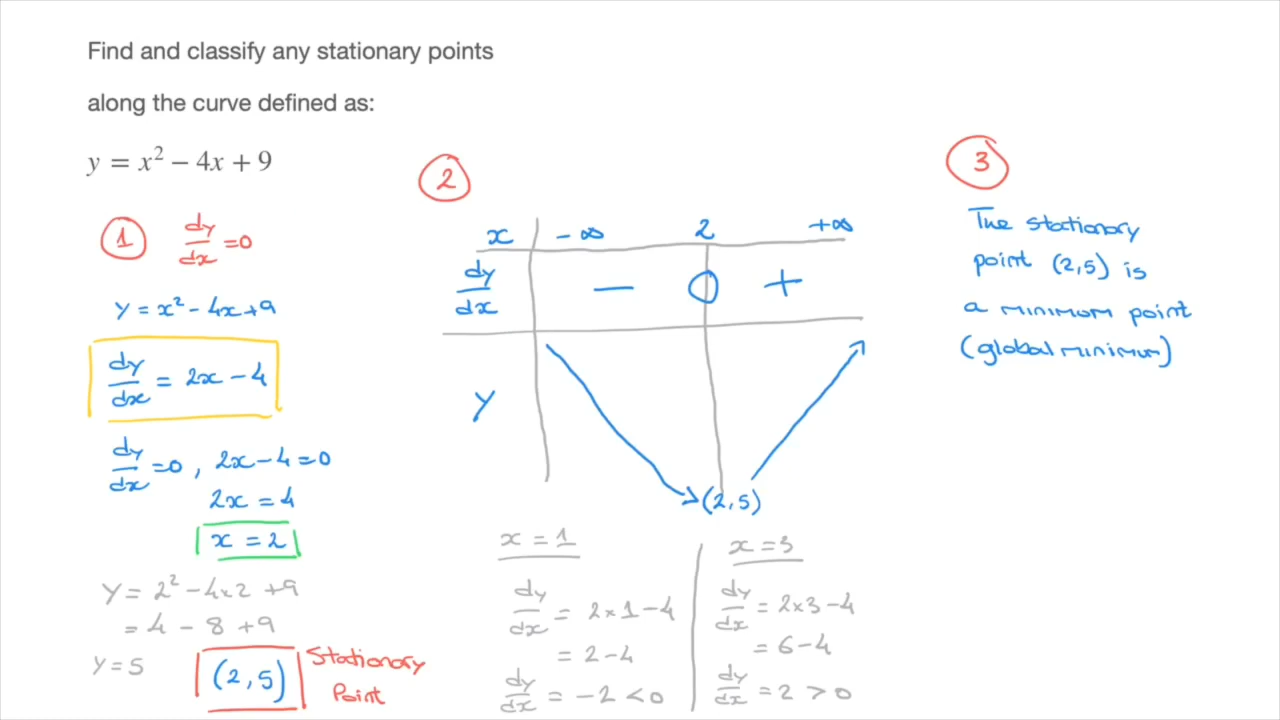 Find and classify any stationary points
along the curve defined as:
y = x² − 4x + 9
1
dy/dx = 0
y = x² − 4x + 9
dy/dx = 2x − 4
dy/dx = 0, 2x − 4 = 0
2x = 4
x = 2
y = 2² − 4×2 + 9
= 4 − 8 + 9
y = 5
(2,5)
Stationary
Point
2
x −∞ 2 +∞
dy/dx − 0 +
y
(2,5)
x = 1
dy/dx = 2×1 − 4
= 2 − 4
dy/dx = −2 < 0
x = 3
dy/dx = 2×3 − 4
= 6 − 4
dy/dx = 2 > 0
3
The stationary
point (2,5) is
a minimum point
(global minimum)